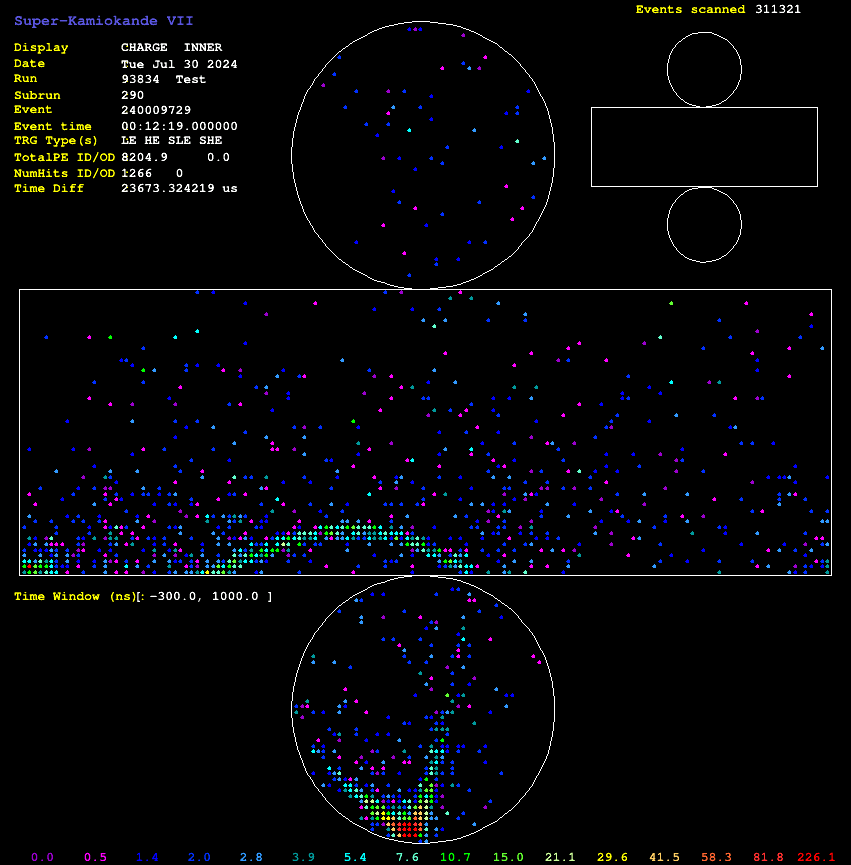 Super-Kamiokande VII
Events scanned 311321
Display CHARGE INNER
Date Tue Jul 30 2024
Run 93834 Test
Subrun 290
Event 240009729
Event time 00:12:19.000000
TRG Type(s) LE HE SLE SHE
TotalPE ID/OD 8204.9 0.0
NumHits ID/OD 1266 0
Time Diff 23673.324219 us
Time Window (ns)[: −300.0, 1000.0 ]
0.0 0.5 1.4 2.0 2.8 3.9 5.4 7.6 10.7 15.0 21.1 29.6 41.5 58.3 81.8 226.1